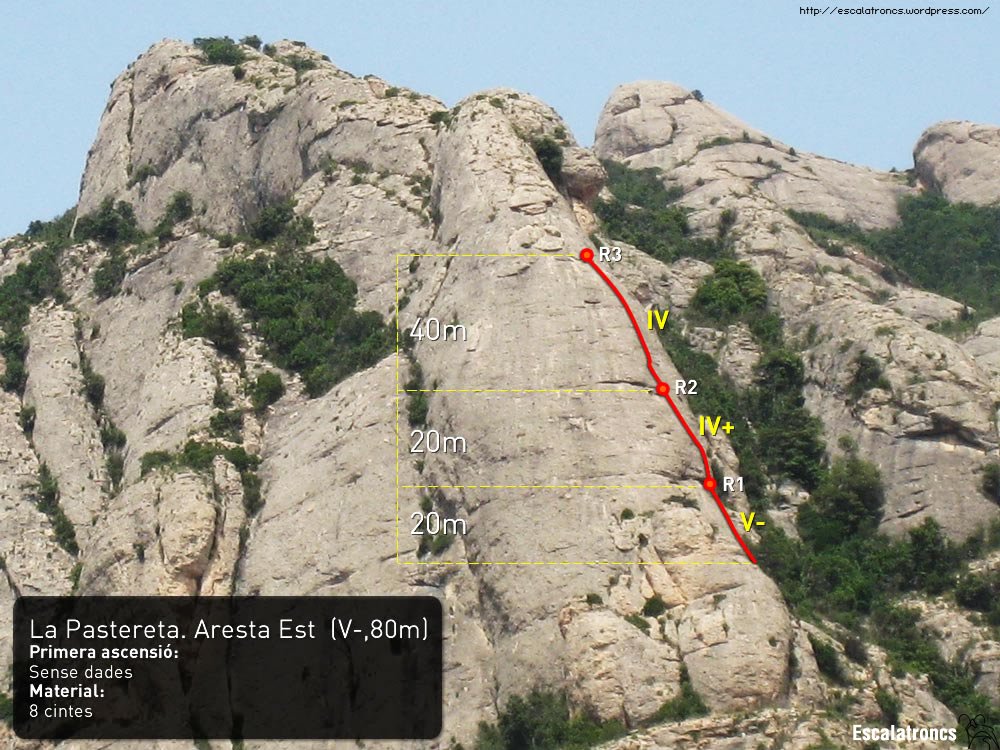 http://escalatroncs.wordpress.com/
R3
IV
40m
R2
IV+
20m
R1
V-
20m
La Pastereta. Aresta Est (V-,80m)
Primera ascensió:
Sense dades
Material:
8 cintes
Escalatroncs